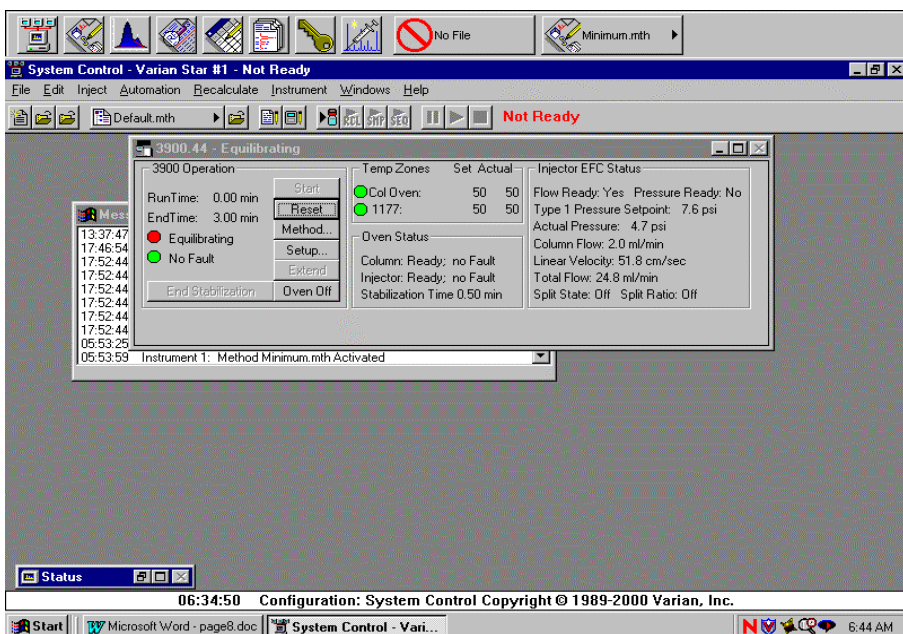 No File
Minimum.mth
System Control - Varian Star #1 - Not Ready
File Edit Inject Automation Recalculate Instrument Windows Help
Default.mth
RCL SMP SEQ
Not Ready
3900.44 - Equilibrating
3900 Operation
RunTime: 0.00 min
EndTime: 3.00 min
Equilibrating
No Fault
Start
Reset
Method...
Setup...
Extend
End Stabilization
Oven Off
Temp Zones Set Actual
Col Oven: 50 50
1177: 50 50
Oven Status
Column: Ready; no Fault
Injector: Ready; no Fault
Stabilization Time 0.50 min
Injector EFC Status
Flow Ready: Yes Pressure Ready: No
Type 1 Pressure Setpoint: 7.6 psi
Actual Pressure: 4.7 psi
Column Flow: 2.0 ml/min
Linear Velocity: 51.8 cm/sec
Total Flow: 24.8 ml/min
Split State: Off Split Ratio: Off
Mess
13:37:47
17:46:54
17:52:44
17:52:44
17:52:44
17:52:44
17:52:44
05:53:25
05:53:59 Instrument 1: Method Minimum.mth Activated
Status
06:34:50 Configuration: System Control Copyright © 1989-2000 Varian, Inc.
Start
Microsoft Word - page8.doc
System Control - Vari...
6:44 AM